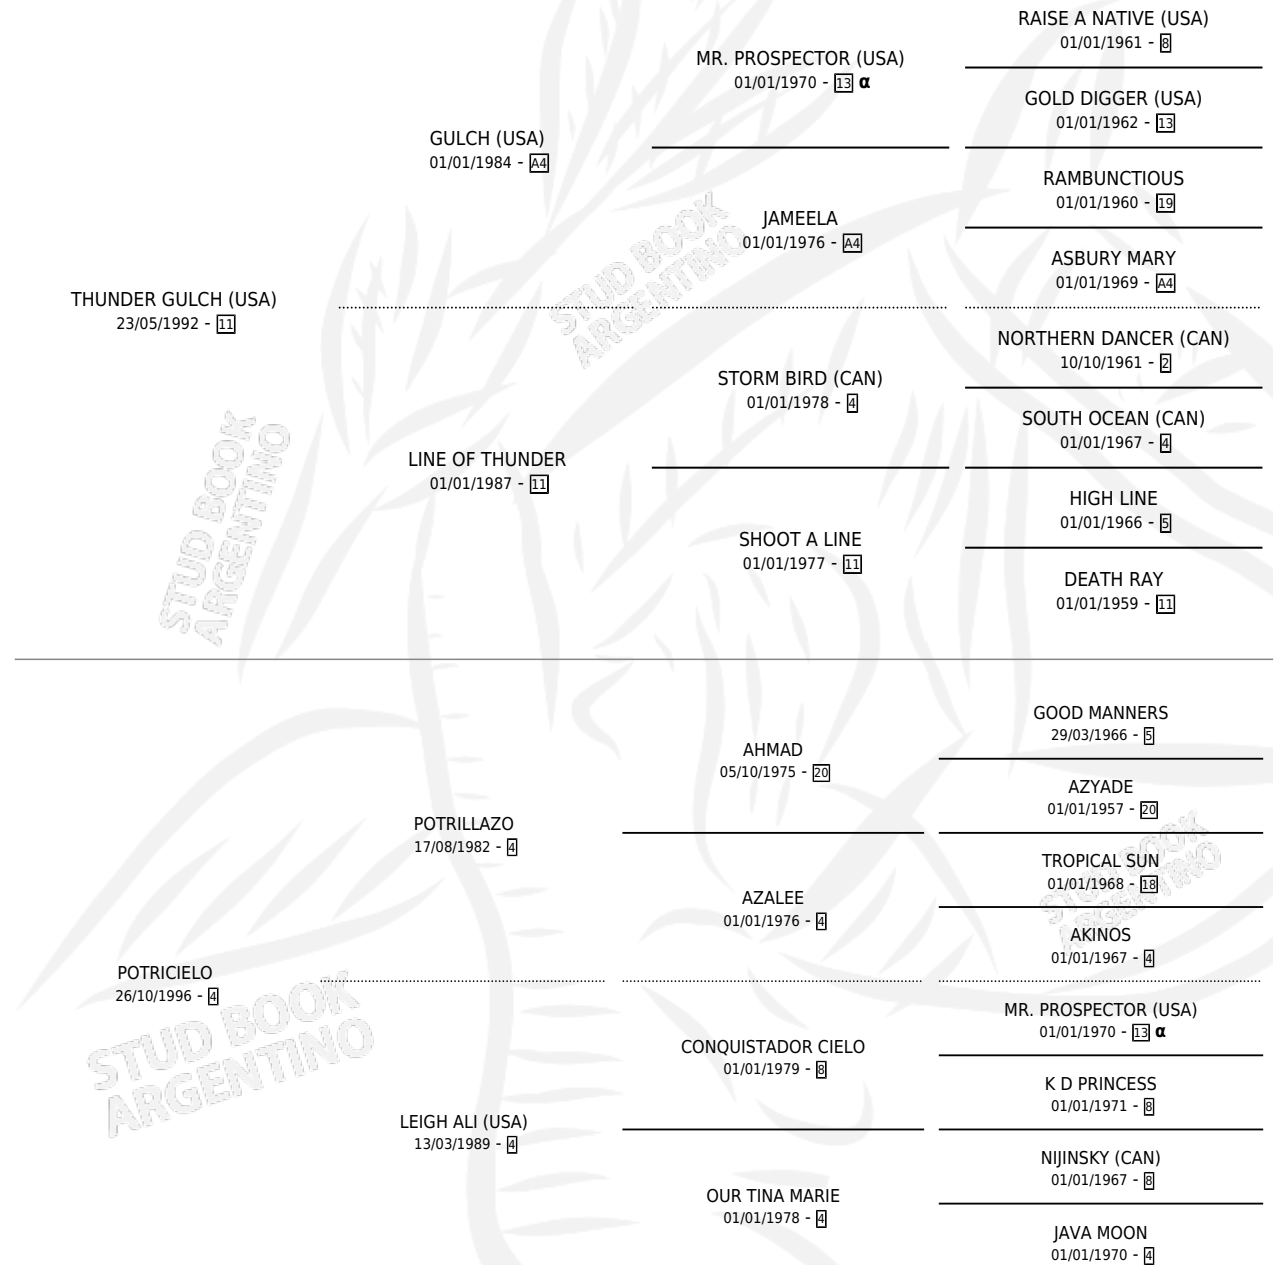 RAISE A NATIVE (USA)
01/01/1961 - 8
MR. PROSPECTOR (USA)
01/01/1970 - 13 α
GOLD DIGGER (USA)
01/01/1962 - 13
GULCH (USA)
01/01/1984 - A4
RAMBUNCTIOUS
01/01/1960 - 19
JAMEELA
01/01/1976 - A4
ASBURY MARY
01/01/1969 - A4
THUNDER GULCH (USA)
23/05/1992 - 11
NORTHERN DANCER (CAN)
10/10/1961 - 2
STORM BIRD (CAN)
01/01/1978 - 4
SOUTH OCEAN (CAN)
01/01/1967 - 4
LINE OF THUNDER
01/01/1987 - 11
HIGH LINE
01/01/1966 - 5
SHOOT A LINE
01/01/1977 - 11
DEATH RAY
01/01/1959 - 11
STUD BOOK
ARGENTINO
STUD BOOK
ARGENTINO
GOOD MANNERS
29/03/1966 - 5
AHMAD
05/10/1975 - 20
AZYADE
01/01/1957 - 20
POTRILLAZO
17/08/1982 - 4
TROPICAL SUN
01/01/1968 - 18
AZALEE
01/01/1976 - 4
AKINOS
01/01/1967 - 4
POTRICIELO
26/10/1996 - 4
MR. PROSPECTOR (USA)
01/01/1970 - 13 α
CONQUISTADOR CIELO
01/01/1979 - 8
K D PRINCESS
01/01/1971 - 8
LEIGH ALI (USA)
13/03/1989 - 4
NIJINSKY (CAN)
01/01/1967 - 8
OUR TINA MARIE
01/01/1978 - 4
JAVA MOON
01/01/1970 - 4
STUD BOOK
ARGENTINO
STUD BOOK
ARGENTINO